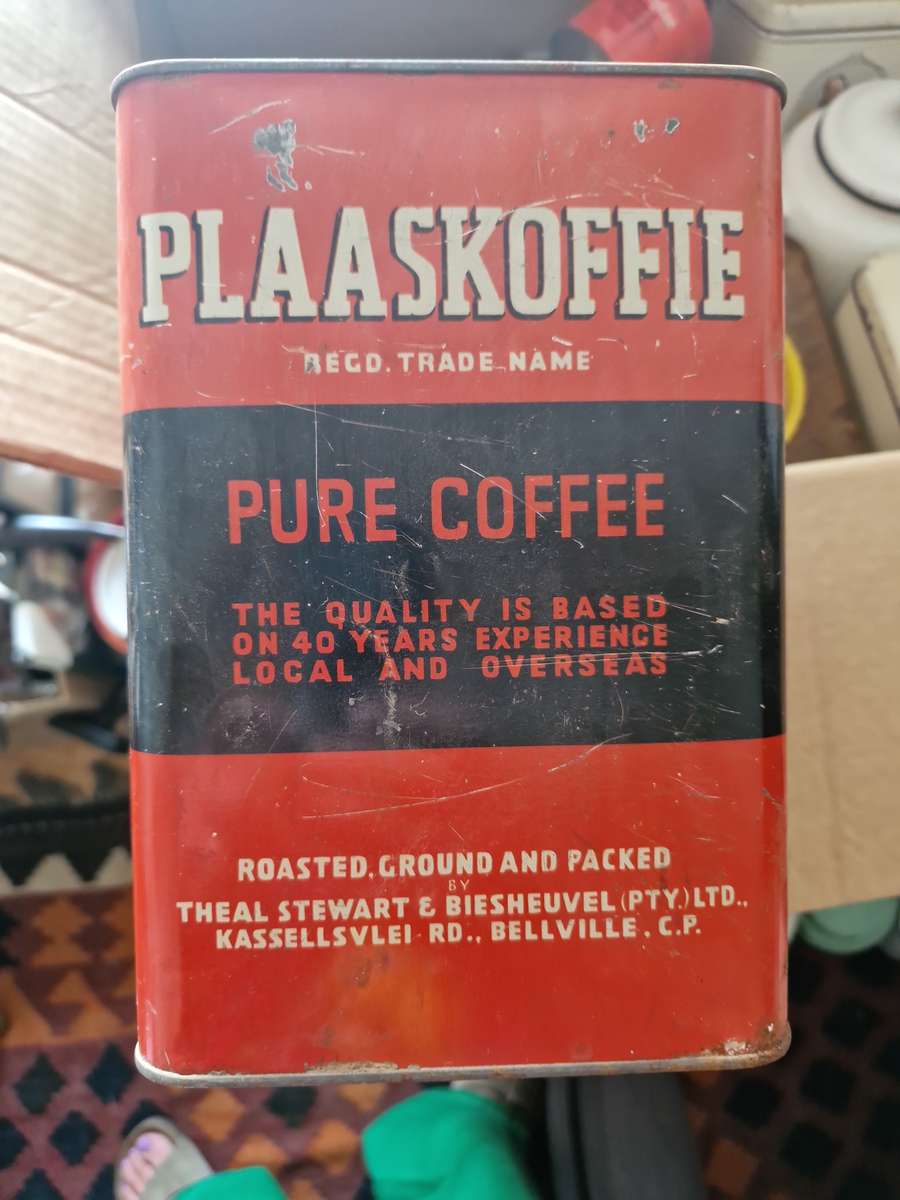 PLAASKOFFIE
REGD. TRADE NAME
PURE COFFEE
THE QUALITY IS BASED
ON 40 YEARS EXPERIENCE
LOCAL AND OVERSEAS
ROASTED, GROUND AND PACKED
BY
THEAL STEWART & BIESHEUVEL (PTY.) LTD.,
KASSELLSVLEI RD., BELLVILLE, C.P.